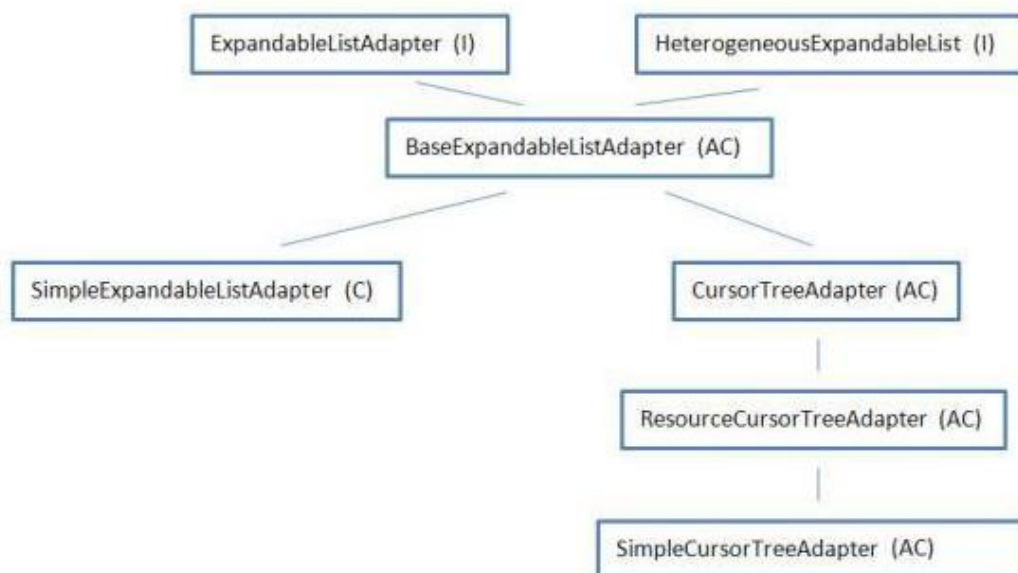 ExpandableListAdapter (I)
HeterogeneousExpandableList (I)
BaseExpandableListAdapter (AC)
SimpleExpandableListAdapter (C)
CursorTreeAdapter (AC)
ResourceCursorTreeAdapter (AC)
SimpleCursorTreeAdapter (AC)